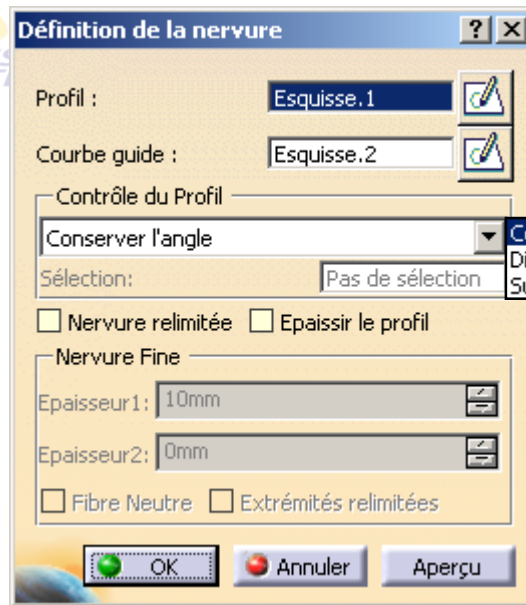 Définition de la nervure
Profil :
Esquisse.1
Courbe guide :
Esquisse.2
Contrôle du Profil
Conserver l'angle
Sélection:
Pas de sélection
Nervure relimitée
Epaissir le profil
Nervure Fine
Epaisseur1:
10mm
Epaisseur2:
0mm
Fibre Neutre
Extrémités relimitées
OK
Annuler
Aperçu